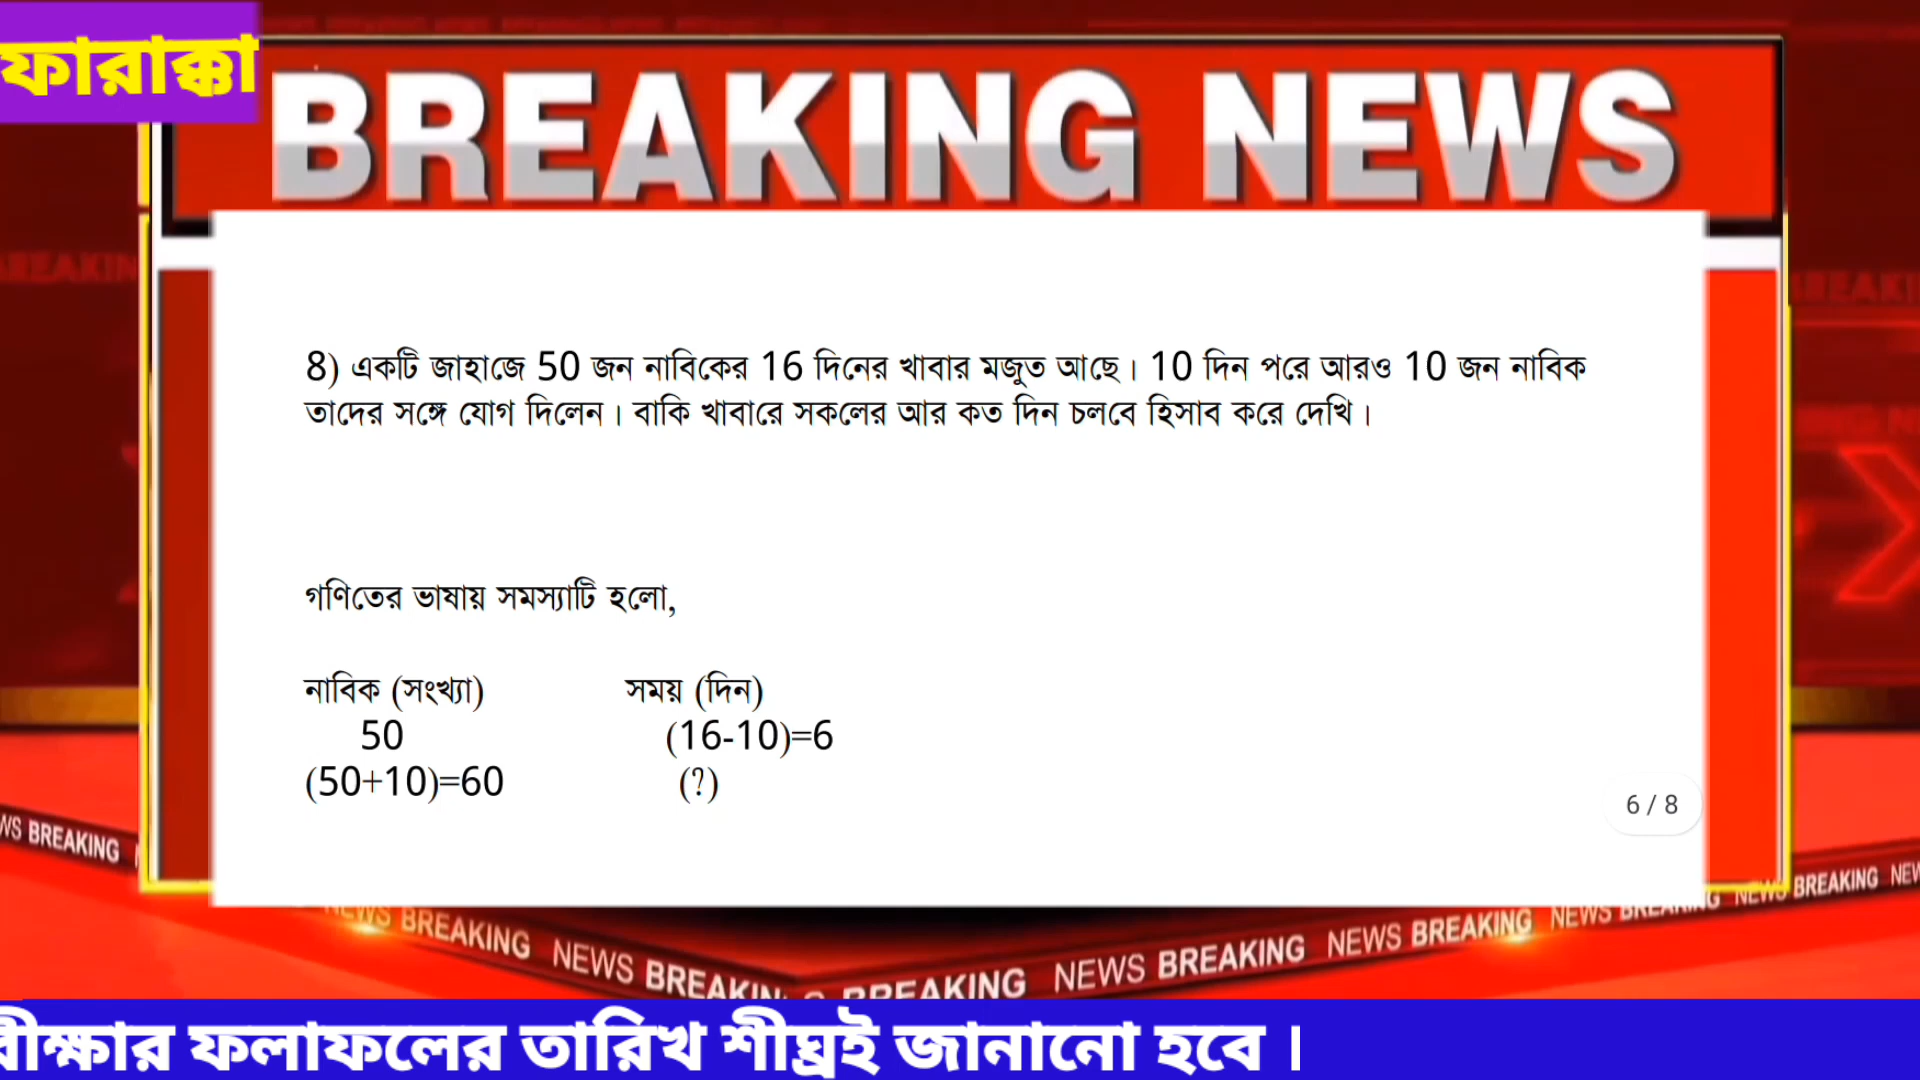 ফারাক্কা
BREAKING NEWS
8) একটি জাহাজে 50 জন নাবিকের 16 দিনের খাবার মজুত আছে। 10 দিন পরে আরও 10 জন নাবিক
তাদের সঙ্গে যোগ দিলেন। বাকি খাবারে সকলের আর কত দিন চলবে হিসাব করে দেখি।
গণিতের ভাষায় সমস্যাটি হলো,
নাবিক (সংখ্যা) সময় (দিন)
50 (16-10)=6
(50+10)=60 (?)
6 / 8
BREAKING
BREAKING NEWS BREAKING NEWS BREAKING NEWS BREAKING
ফলাফলের তারিখ শীঘ্রই জানানো হবে।